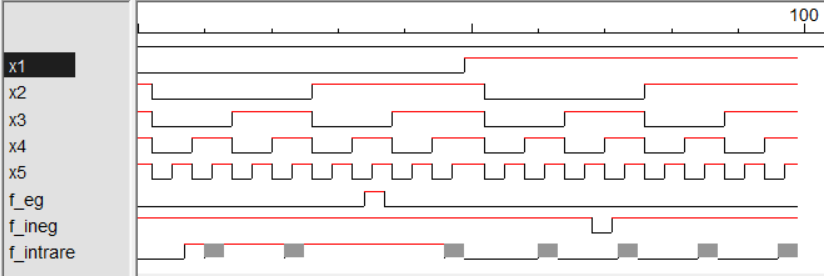 100
x1
x2
x3
x4
x5
f_eg
f_ineg
f_intrare